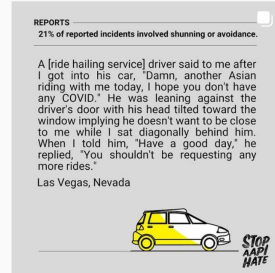 REPORTS
21% of reported incidents involved shunning or avoidance.
A [ride hailing service] driver said to me after
I got into his car, "Damn, another Asian
riding with me today, I hope you don't have
any COVID." He was leaning against the
driver's door with his head tilted toward the
window implying he doesn't want to be close
to me while I sat diagonally behind him.
When I told him, "Have a good day," he
replied, "You shouldn't be requesting any
more rides."
Las Vegas, Nevada
STOP
AAPI
HATE